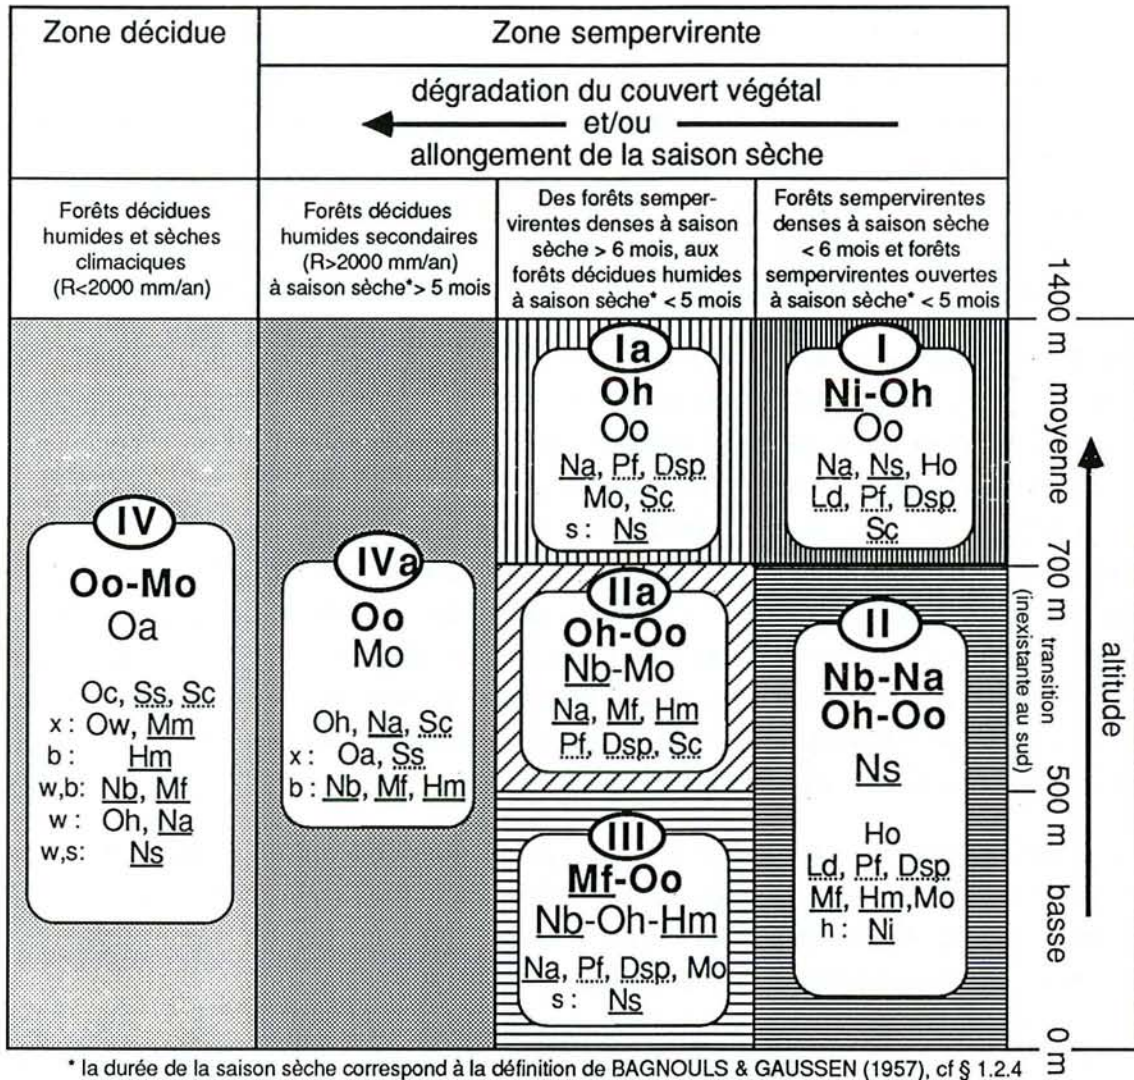 Zone décidue
Zone sempervirente
dégradation du couvert végétal
et/ou
allongement de la saison sèche
Forêts décidues
humides et sèches
climaciques
(R<2000 mm/an)
Forêts décidues
humides secondaires
(R>2000 mm/an)
à saison sèche*> 5 mois
Des forêts semper-
virentes denses à saison
sèche > 6 mois, aux
forêts décidues humides
à saison sèche* < 5 mois
Forêts sempervirentes
denses à saison sèche
< 6 mois et forêts
sempervirentes ouvertes
à saison sèche* < 5 mois
IV
Oo-Mo
Oa
Oc, Ss, Sc
x : Ow, Mm
b : Hm
w,b: Nb, Mf
w : Oh, Na
w,s: Ns
IVa
Oo
Mo
Oh, Na, Sc
x : Oa, Ss
b : Nb, Mf, Hm
Ia
Oh
Oo
Na, Pf, Dsp
Mo, Sc
s : Ns
IIa
Oh-Oo
Nb-Mo
Na, Mf, Hm
Pf, Dsp, Sc
III
Mf-Oo
Nb-Oh-Hm
Na, Pf, Dsp, Mo
s : Ns
I
Ni-Oh
Oo
Na, Ns, Ho
Ld, Pf, Dsp
Sc
II
Nb-Na
Oh-Oo
Ns
Ho
Ld, Pf, Dsp
Mf, Hm,Mo
h : Ni
1400 m
moyenne
700 m
transition
(inexistante au sud)
500 m
basse
0 m
altitude
* la durée de la saison sèche correspond à la définition de BAGNOULS & GAUSSEN (1957), cf § 1.2.4